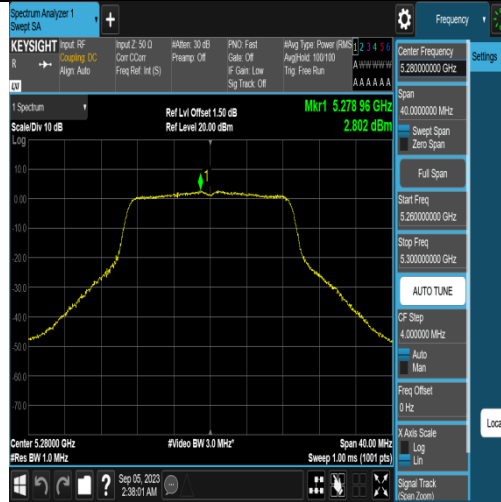 Spectrum Analyzer 1
Swept SA
+
Frequency
KEYSIGHT
R
Input: RF
Coupling: DC
Align: Auto
Input Z: 50 Ω
Corr CCorr
Freq Ref: Int (S)
#Atten: 30 dB
Preamp: Off
PNO: Fast
Gate: Off
IF Gain: Low
Sig Track: Off
#Avg Type: Power (RMS
Avg|Hold: 100/100
Trig: Free Run
1 2 3 4 5 6
A W W W W W
A A A A A A
1 Spectrum
Scale/Div 10 dB
Log
Ref Lvl Offset 1.50 dB
Ref Level 20.00 dBm
Mkr1 5.278 96 GHz
2.802 dBm
1
10.0
0.00
-10.0
-20.0
-30.0
-40.0
-50.0
-60.0
-70.0
Center 5.28000 GHz
#Res BW 1.0 MHz
#Video BW 3.0 MHz*
Span 40.00 MHz
Sweep 1.00 ms (1001 pts)
Center Frequency
5.280000000 GHz
Settings
Span
40.0000000 MHz
Swept Span
Zero Span
Full Span
Start Freq
5.260000000 GHz
Stop Freq
5.300000000 GHz
AUTO TUNE
CF Step
4.000000 MHz
Auto
Man
Freq Offset
0 Hz
X Axis Scale
Log
Lin
Loca
Signal Track
(Span Zoom)
?
Sep 05, 2023
2:38:01 AM